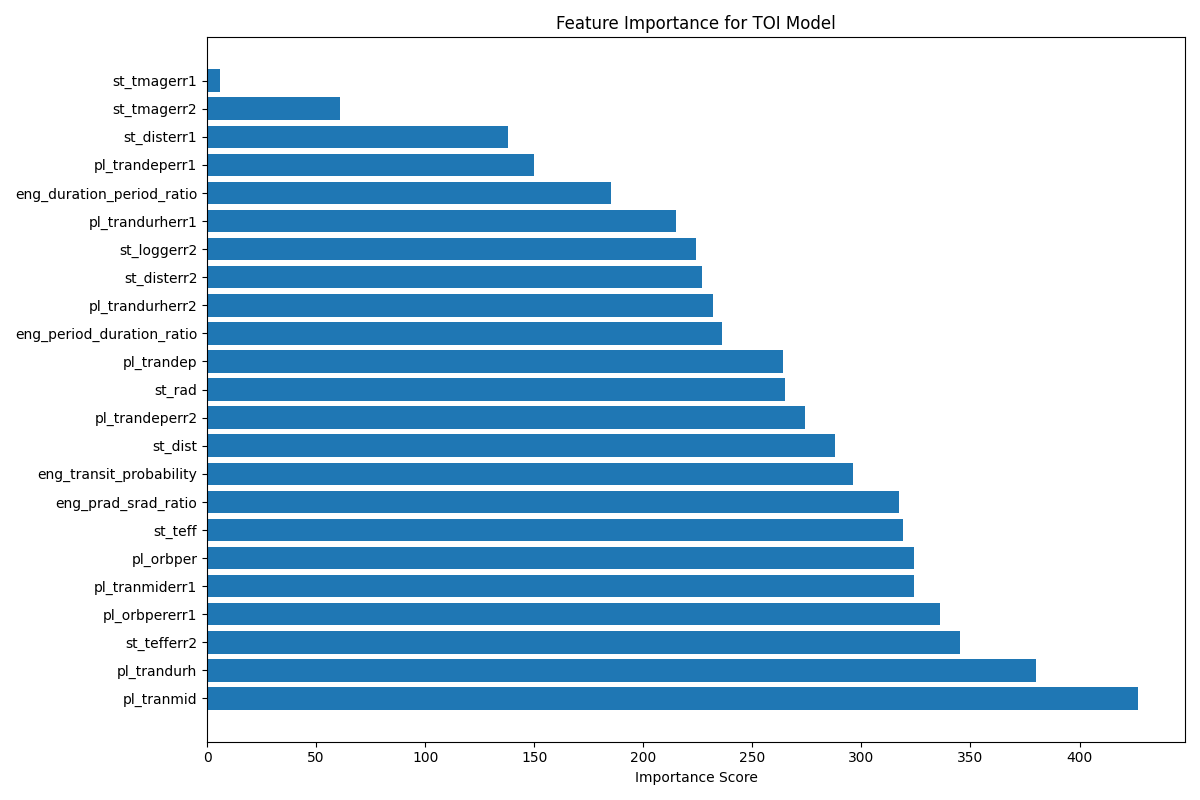 Feature Importance for TOI Model
st_tmagerr1
st_tmagerr2
st_disterr1
pl_trandeperr1
eng_duration_period_ratio
pl_trandurherr1
st_loggerr2
st_disterr2
pl_trandurherr2
eng_period_duration_ratio
pl_trandep
st_rad
pl_trandeperr2
st_dist
eng_transit_probability
eng_prad_srad_ratio
st_teff
pl_orbper
pl_tranmiderr1
pl_orbpererr1
st_tefferr2
pl_trandurh
pl_tranmid
0 50 100 150 200 250 300 350 400
Importance Score